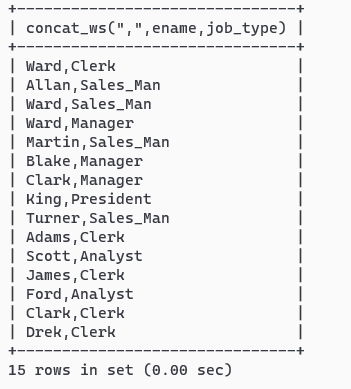 +-------------------------------+
| concat_ws(",",ename,job_type) |
+-------------------------------+
| Ward,Clerk                    |
| Allan,Sales_Man               |
| Ward,Sales_Man                |
| Ward,Manager                  |
| Martin,Sales_Man              |
| Blake,Manager                 |
| Clark,Manager                 |
| King,President                |
| Turner,Sales_Man              |
| Adams,Clerk                   |
| Scott,Analyst                 |
| James,Clerk                   |
| Ford,Analyst                  |
| Clark,Clerk                   |
| Drek,Clerk                    |
+-------------------------------+
15 rows in set (0.00 sec)